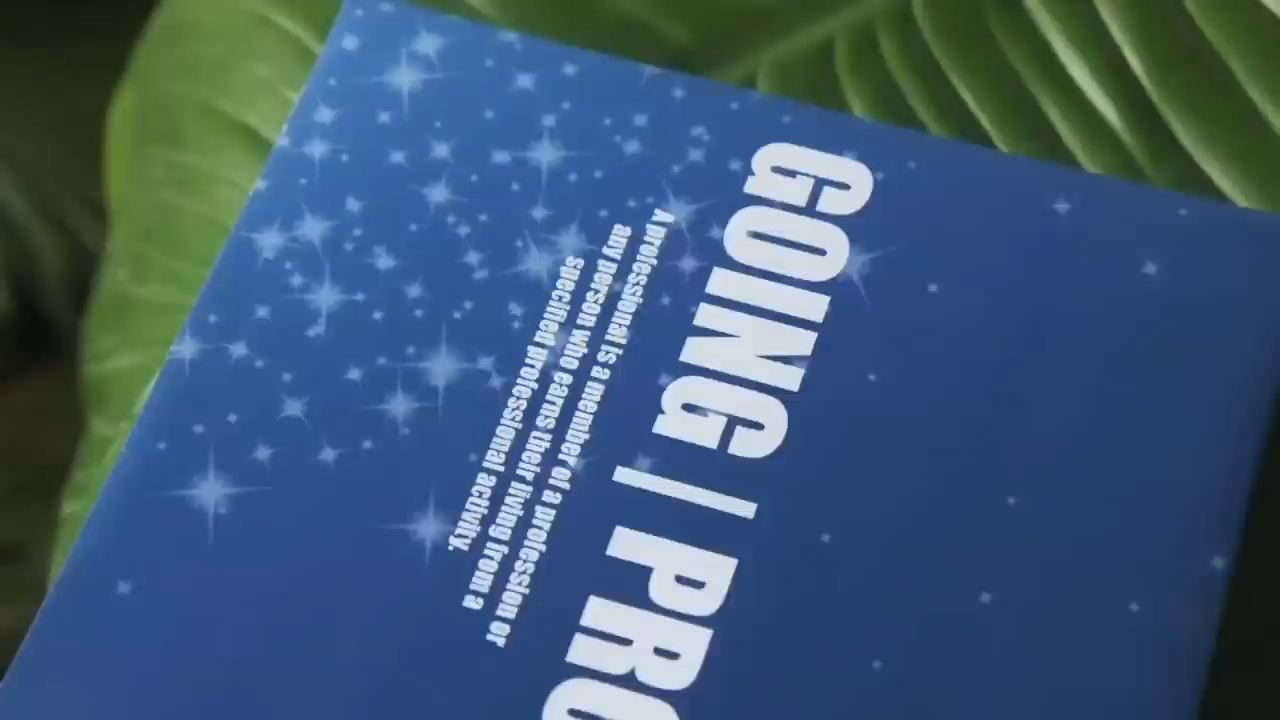 GOING | PRO
A professional is a member of a profession or
any person who earns their living from a
specified professional activity.